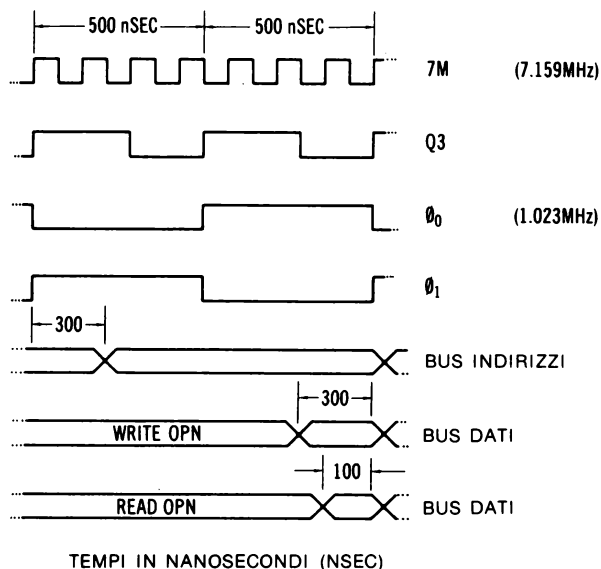 500 nSEC 500 nSEC
7M (7.159MHz)
Q3
Ø0 (1.023MHz)
Ø1
300
BUS INDIRIZZI
300
WRITE OPN BUS DATI
100
READ OPN BUS DATI
TEMPI IN NANOSECONDI (NSEC)